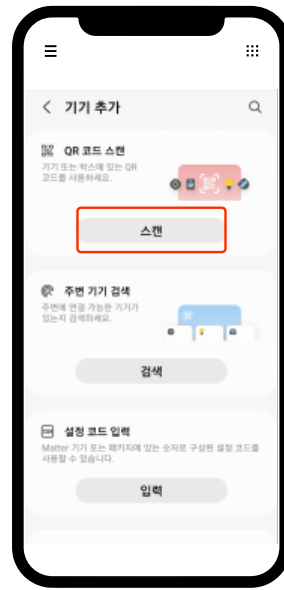 기기 추가
QR 코드 스캔
기기 또는 박스에 있는 QR
코드를 사용하세요.
스캔
주변 기기 검색
주변에 연결 가능한 기기가
있는지 검색하세요.
검색
설정 코드 입력
Matter 기기 또는 패키지에 있는 숫자로 구성된 설정 코드를
사용할 수 있습니다.
입력